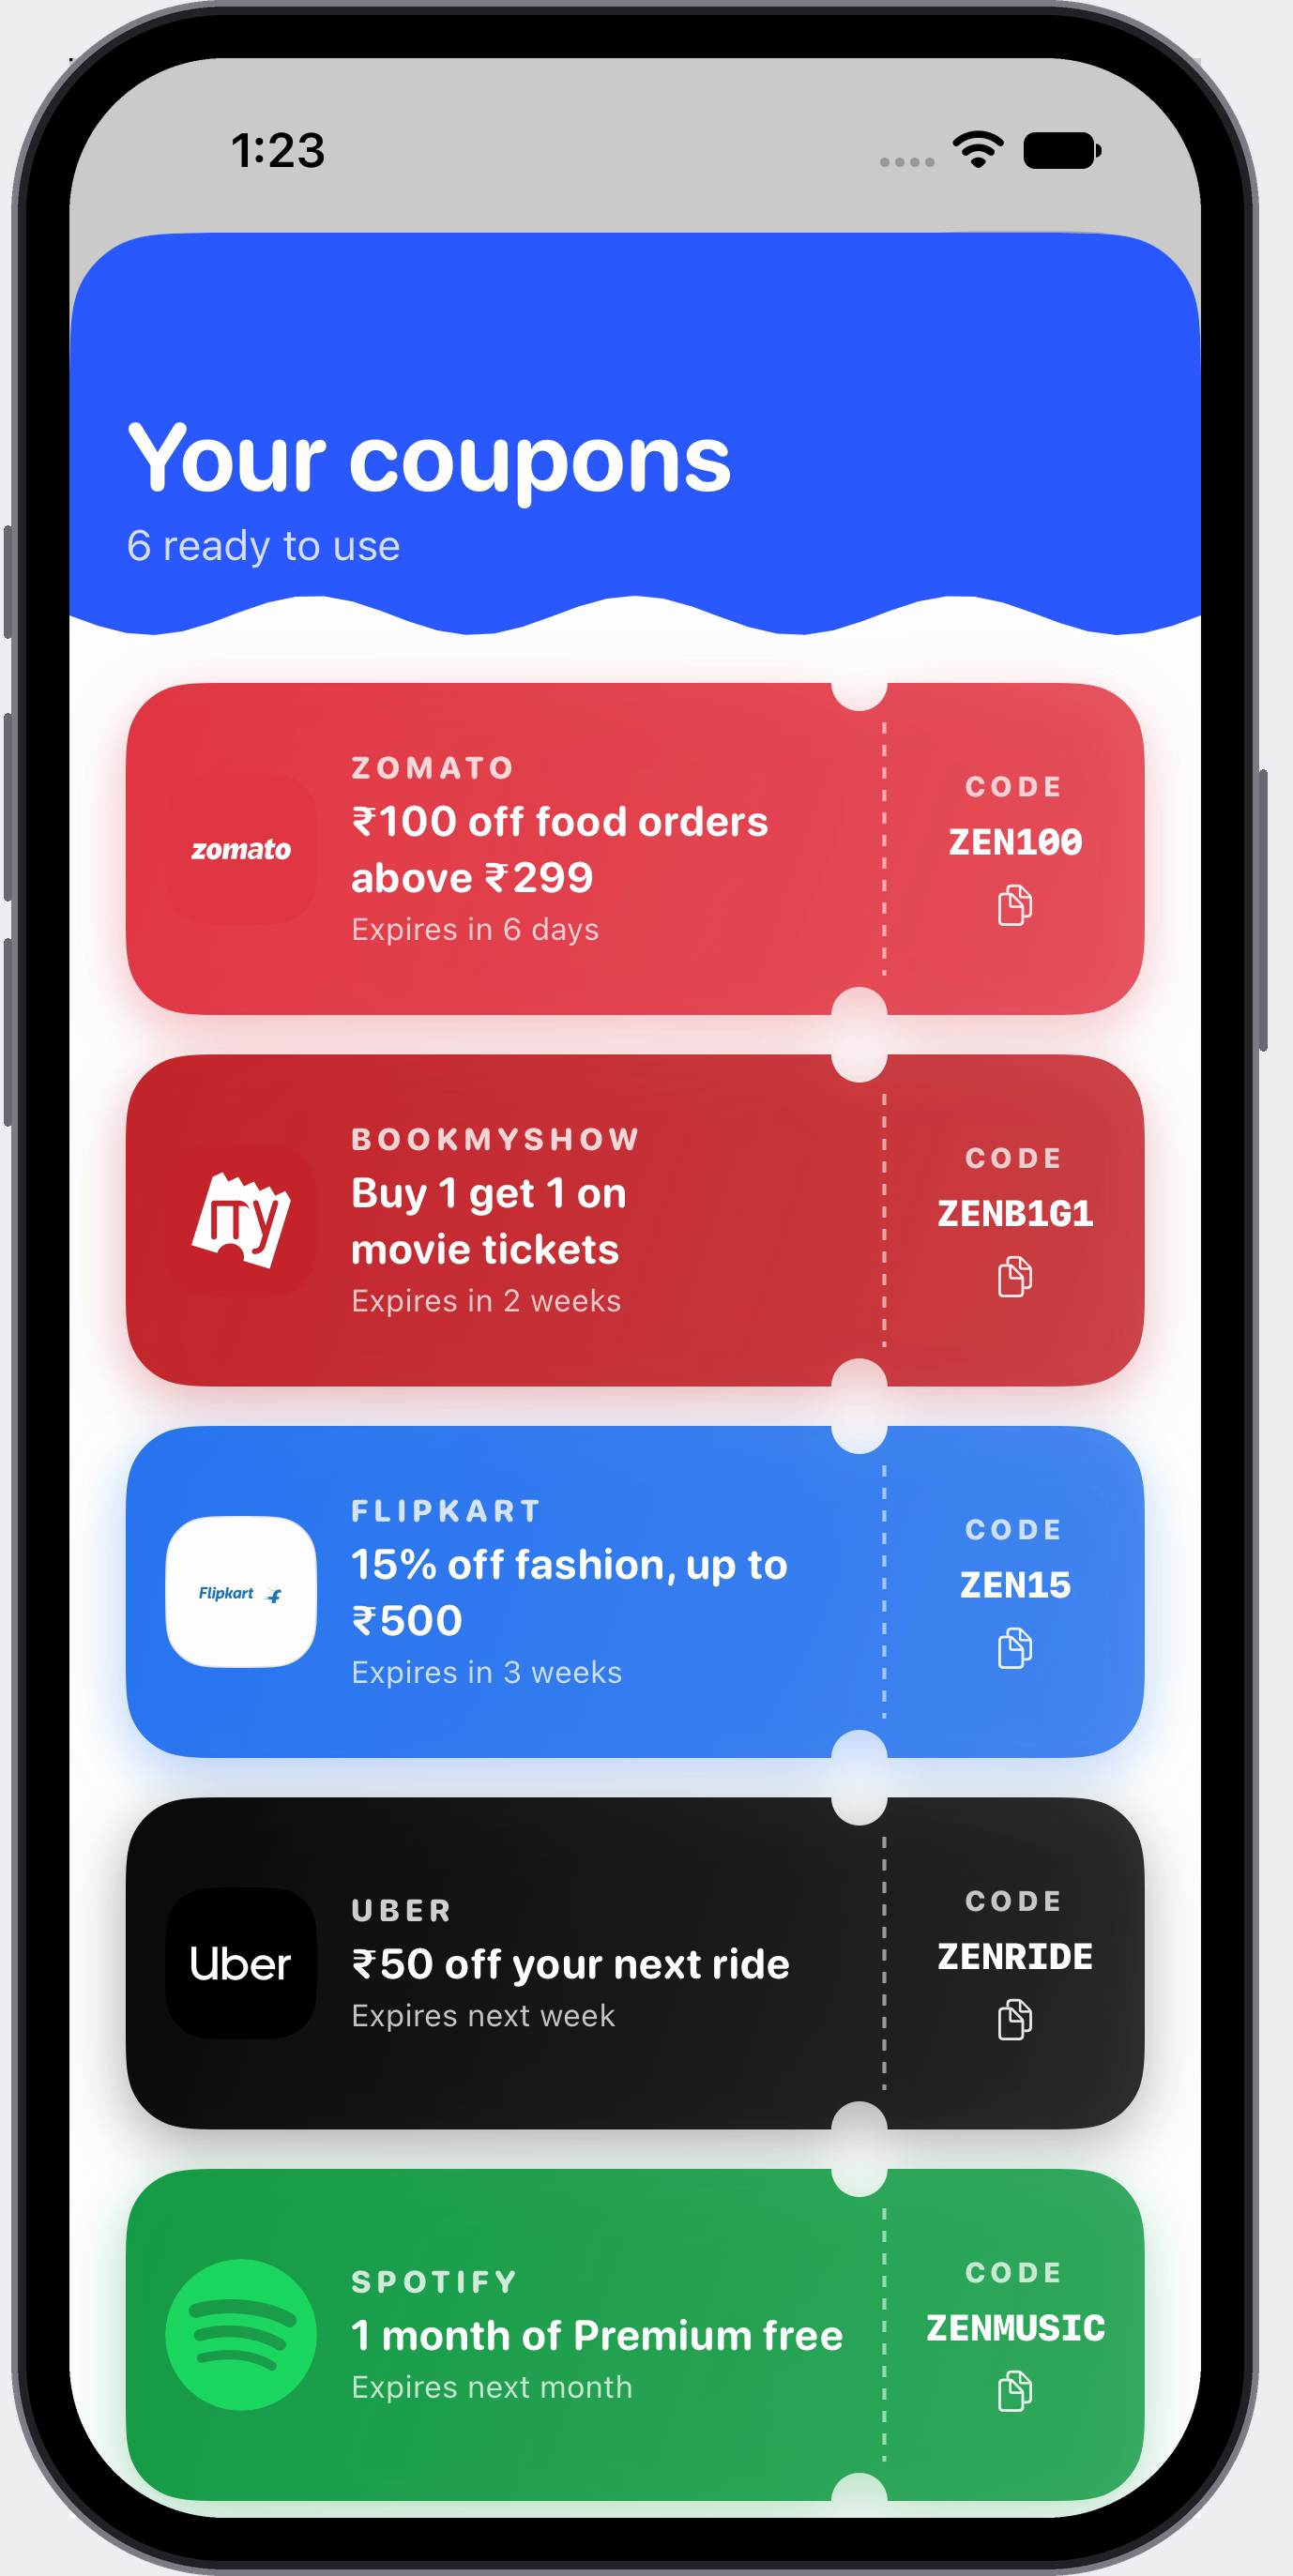 1:23
Your coupons
6 ready to use
ZOMATO
zomato
₹100 off food orders
above ₹299
Expires in 6 days
CODE
ZEN100
BOOKMYSHOW
my
Buy 1 get 1 on
movie tickets
Expires in 2 weeks
CODE
ZENB1G1
FLIPKART
Flipkart
15% off fashion, up to
₹500
Expires in 3 weeks
CODE
ZEN15
UBER
Uber
₹50 off your next ride
Expires next week
CODE
ZENRIDE
SPOTIFY
1 month of Premium free
Expires next month
CODE
ZENMUSIC